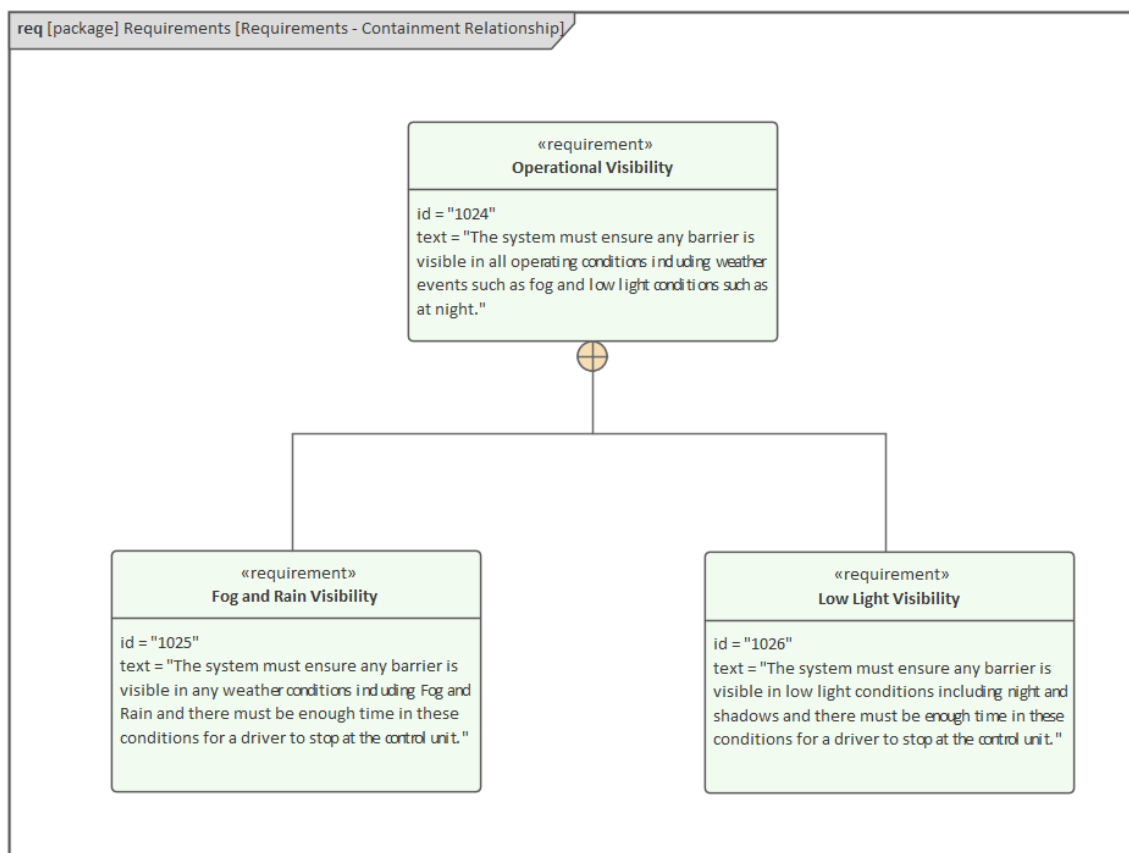 req [package] Requirements [Requirements - Containment Relationship]
«requirement»
Operational Visibility
id = "1024"
text = "The system must ensure any barrier is
visible in all operating conditions including weather
events such as fog and low light conditions such as
at night."
«requirement»
Fog and Rain Visibility
id = "1025"
text = "The system must ensure any barrier is
visible in any weather conditions including Fog and
Rain and there must be enough time in these
conditions for a driver to stop at the control unit."
«requirement»
Low Light Visibility
id = "1026"
text = "The system must ensure any barrier is
visible in low light conditions including night and
shadows and there must be enough time in these
conditions for a driver to stop at the control unit."